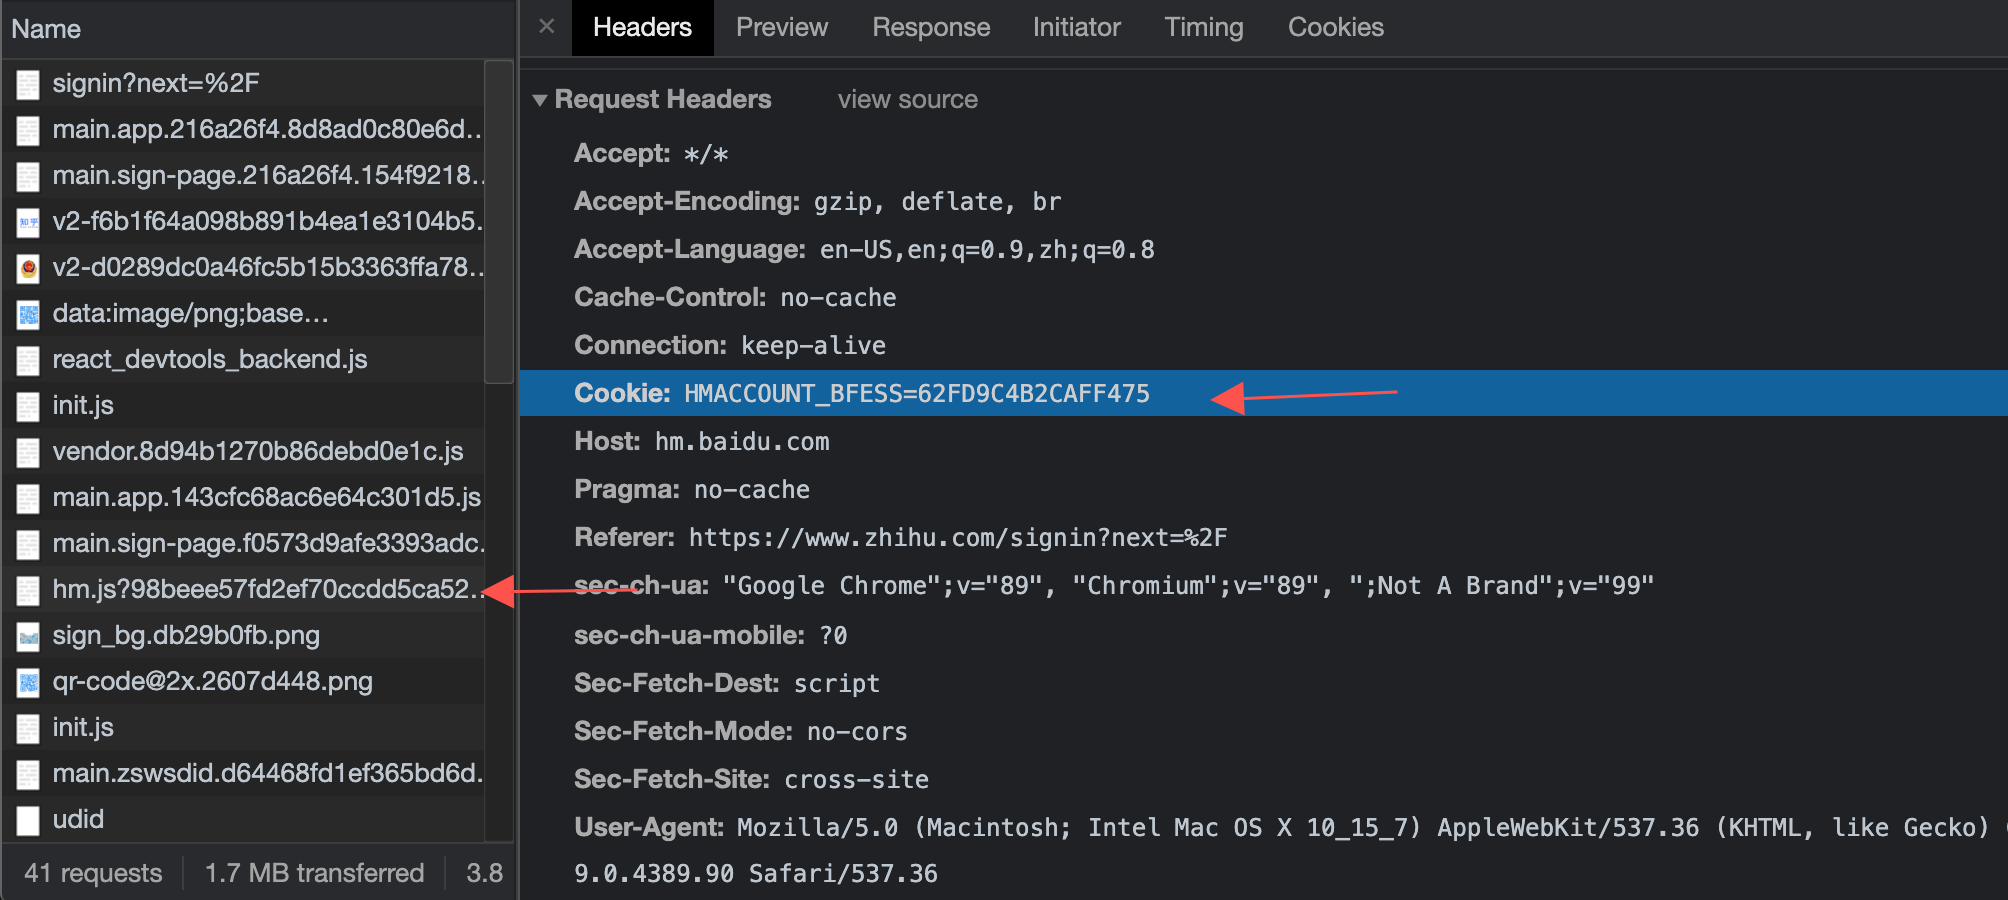 Name
signin?next=%2F
main.app.216a26f4.8d8ad0c80e6d…
main.sign-page.216a26f4.154f9218…
v2-f6b1f64a098b891b4ea1e3104b5…
v2-d0289dc0a46fc5b15b3363ffa78…
data:image/png;base…
react_devtools_backend.js
init.js
vendor.8d94b1270b86debd0e1c.js
main.app.143cfc68ac6e64c301d5.js
main.sign-page.f0573d9afe3393adc…
hm.js?98beee57fd2ef70ccdd5ca52…
sign_bg.db29b0fb.png
qr-code@2x.2607d448.png
init.js
main.zswsdid.d64468fd1ef365bd6d…
udid
41 requests 1.7 MB transferred 3.8
× Headers Preview Response Initiator Timing Cookies
▼ Request Headers view source
Accept: */*
Accept-Encoding: gzip, deflate, br
Accept-Language: en-US,en;q=0.9,zh;q=0.8
Cache-Control: no-cache
Connection: keep-alive
Cookie: HMACCOUNT_BFESS=62FD9C4B2CAFF475
Host: hm.baidu.com
Pragma: no-cache
Referer: https://www.zhihu.com/signin?next=%2F
sec-ch-ua: "Google Chrome";v="89", "Chromium";v="89", ";Not A Brand";v="99"
sec-ch-ua-mobile: ?0
Sec-Fetch-Dest: script
Sec-Fetch-Mode: no-cors
Sec-Fetch-Site: cross-site
User-Agent: Mozilla/5.0 (Macintosh; Intel Mac OS X 10_15_7) AppleWebKit/537.36 (KHTML, like Gecko)
9.0.4389.90 Safari/537.36